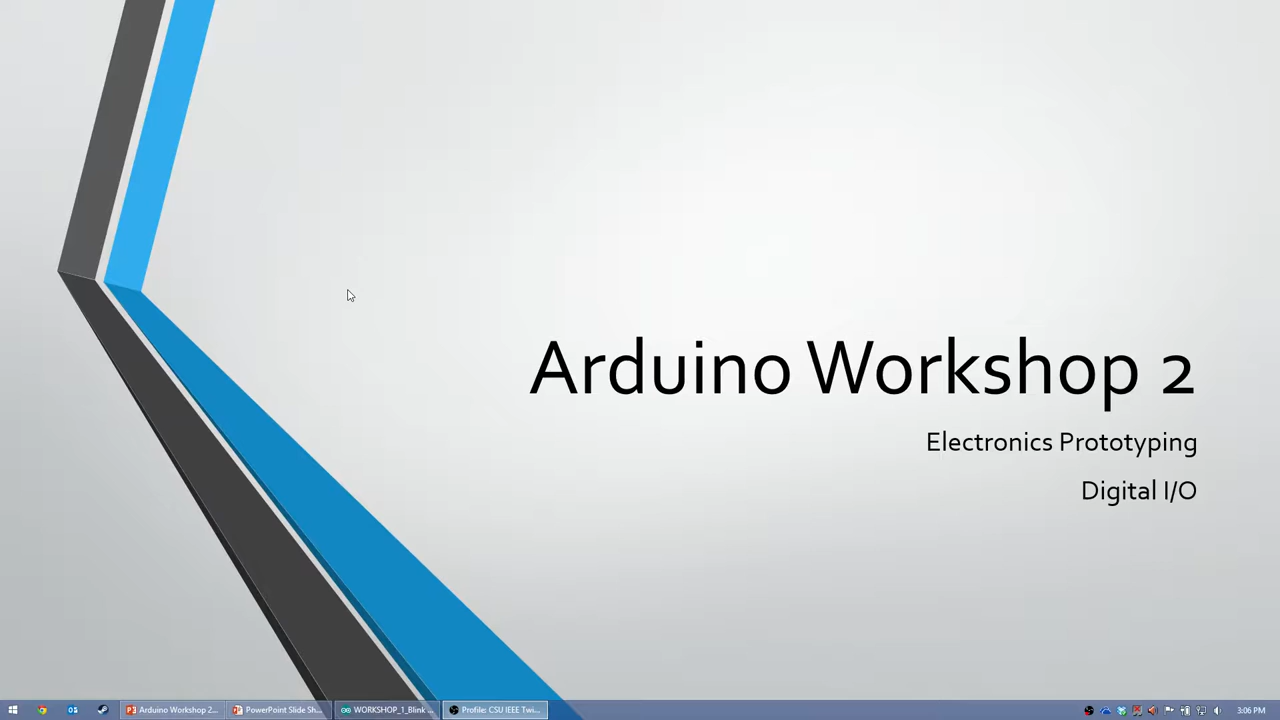 Arduino Workshop 2
Electronics Prototyping
Digital I/O
Arduino Workshop 2...
PowerPoint Slide Sh...
WORKSHOP_1_Blink ...
Profile: CSU IEEE Twi...
3:06 PM